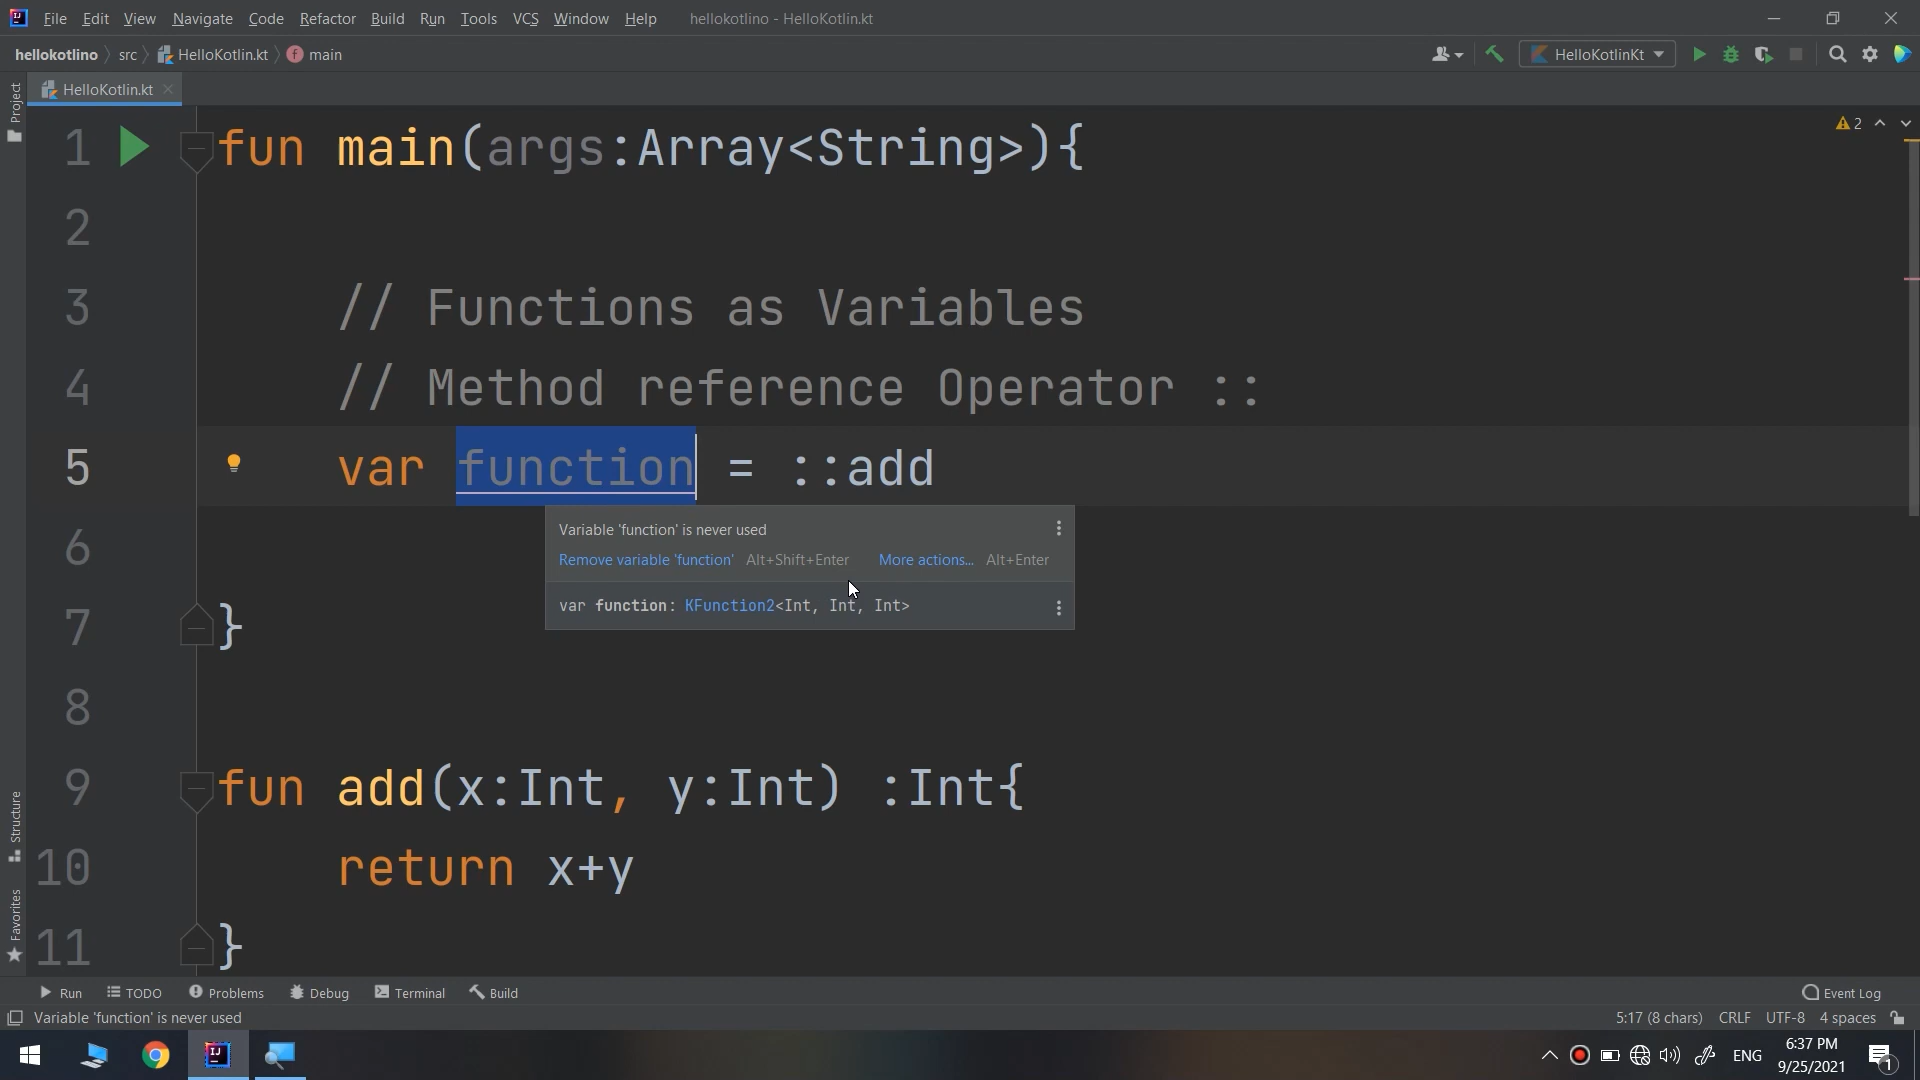 File Edit View Navigate Code Refactor Build Run Tools VCS Window Help hellokotlino - HelloKotlin.kt
hellokotlino src HelloKotlin.kt f main HelloKotlinKt
HelloKotlin.kt
Project
2
1 fun main(args:Array<String>){
2
3 // Functions as Variables
4 // Method reference Operator ::
5 var function = ::add
Variable 'function' is never used
Remove variable 'function' Alt+Shift+Enter More actions... Alt+Enter
var function: KFunction2<Int, Int, Int>
6
7 }
8
9 fun add(x:Int, y:Int) :Int{
10 return x+y
11 }
Structure
Favorites
Run TODO Problems Debug Terminal Build Event Log
Variable 'function' is never used 5:17 (8 chars) CRLF UTF-8 4 spaces
ENG 6:37 PM
9/25/2021 1